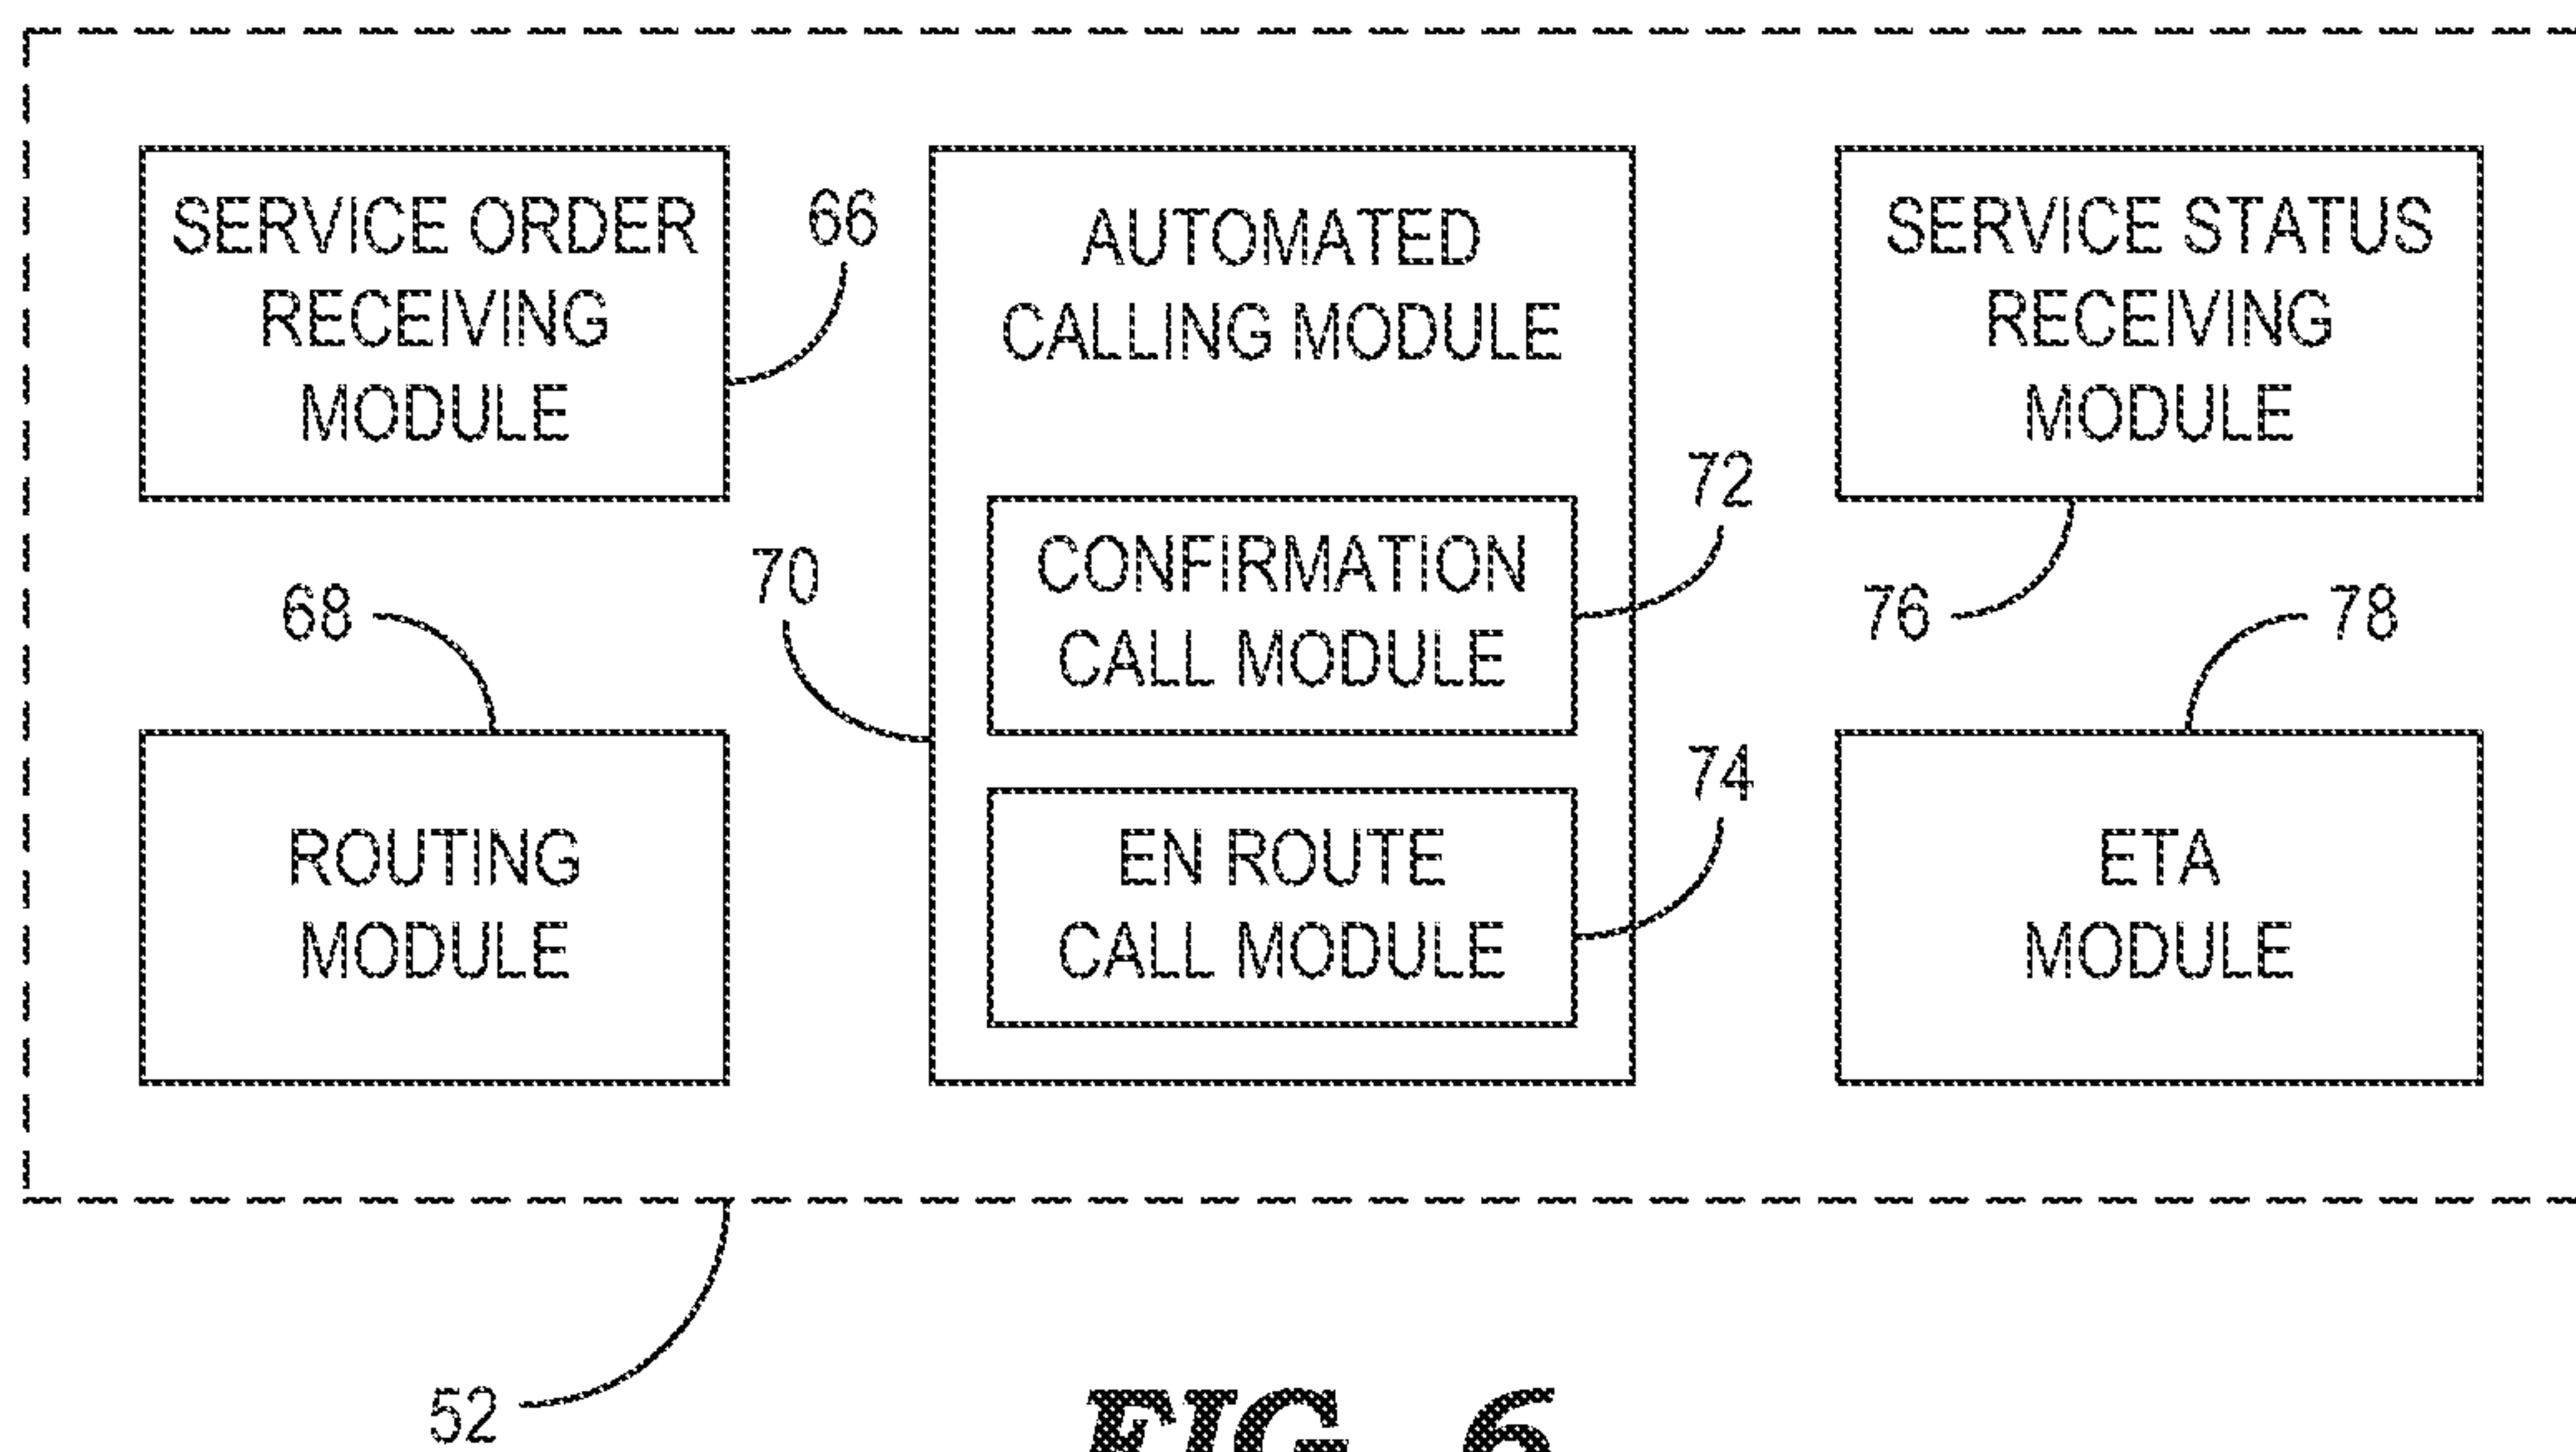 SERVICE ORDER
RECEIVING
MODULE
66
AUTOMATED
CALLING MODULE
SERVICE STATUS
RECEIVING
MODULE
72
CONFIRMATION
CALL MODULE
70
68
76
78
ROUTING
MODULE
74
EN ROUTE
CALL MODULE
ETA
MODULE
52
FIG. 6